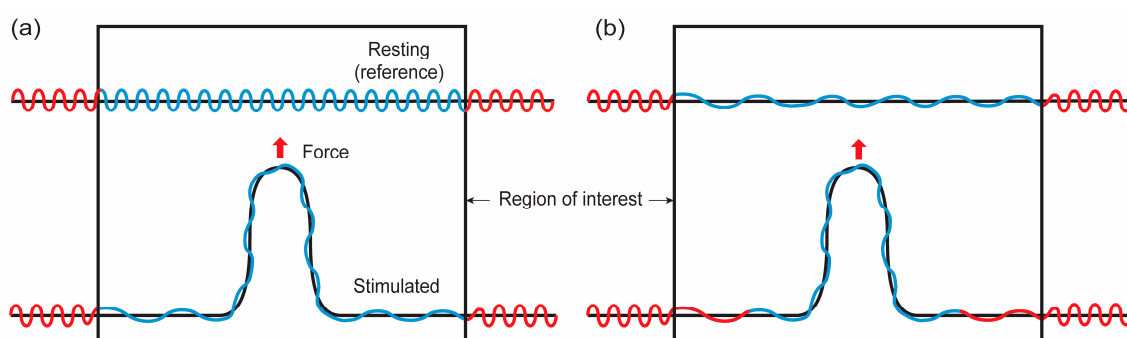 (a)
Resting
(reference)
Force
Stimulated
Region of interest
(b)